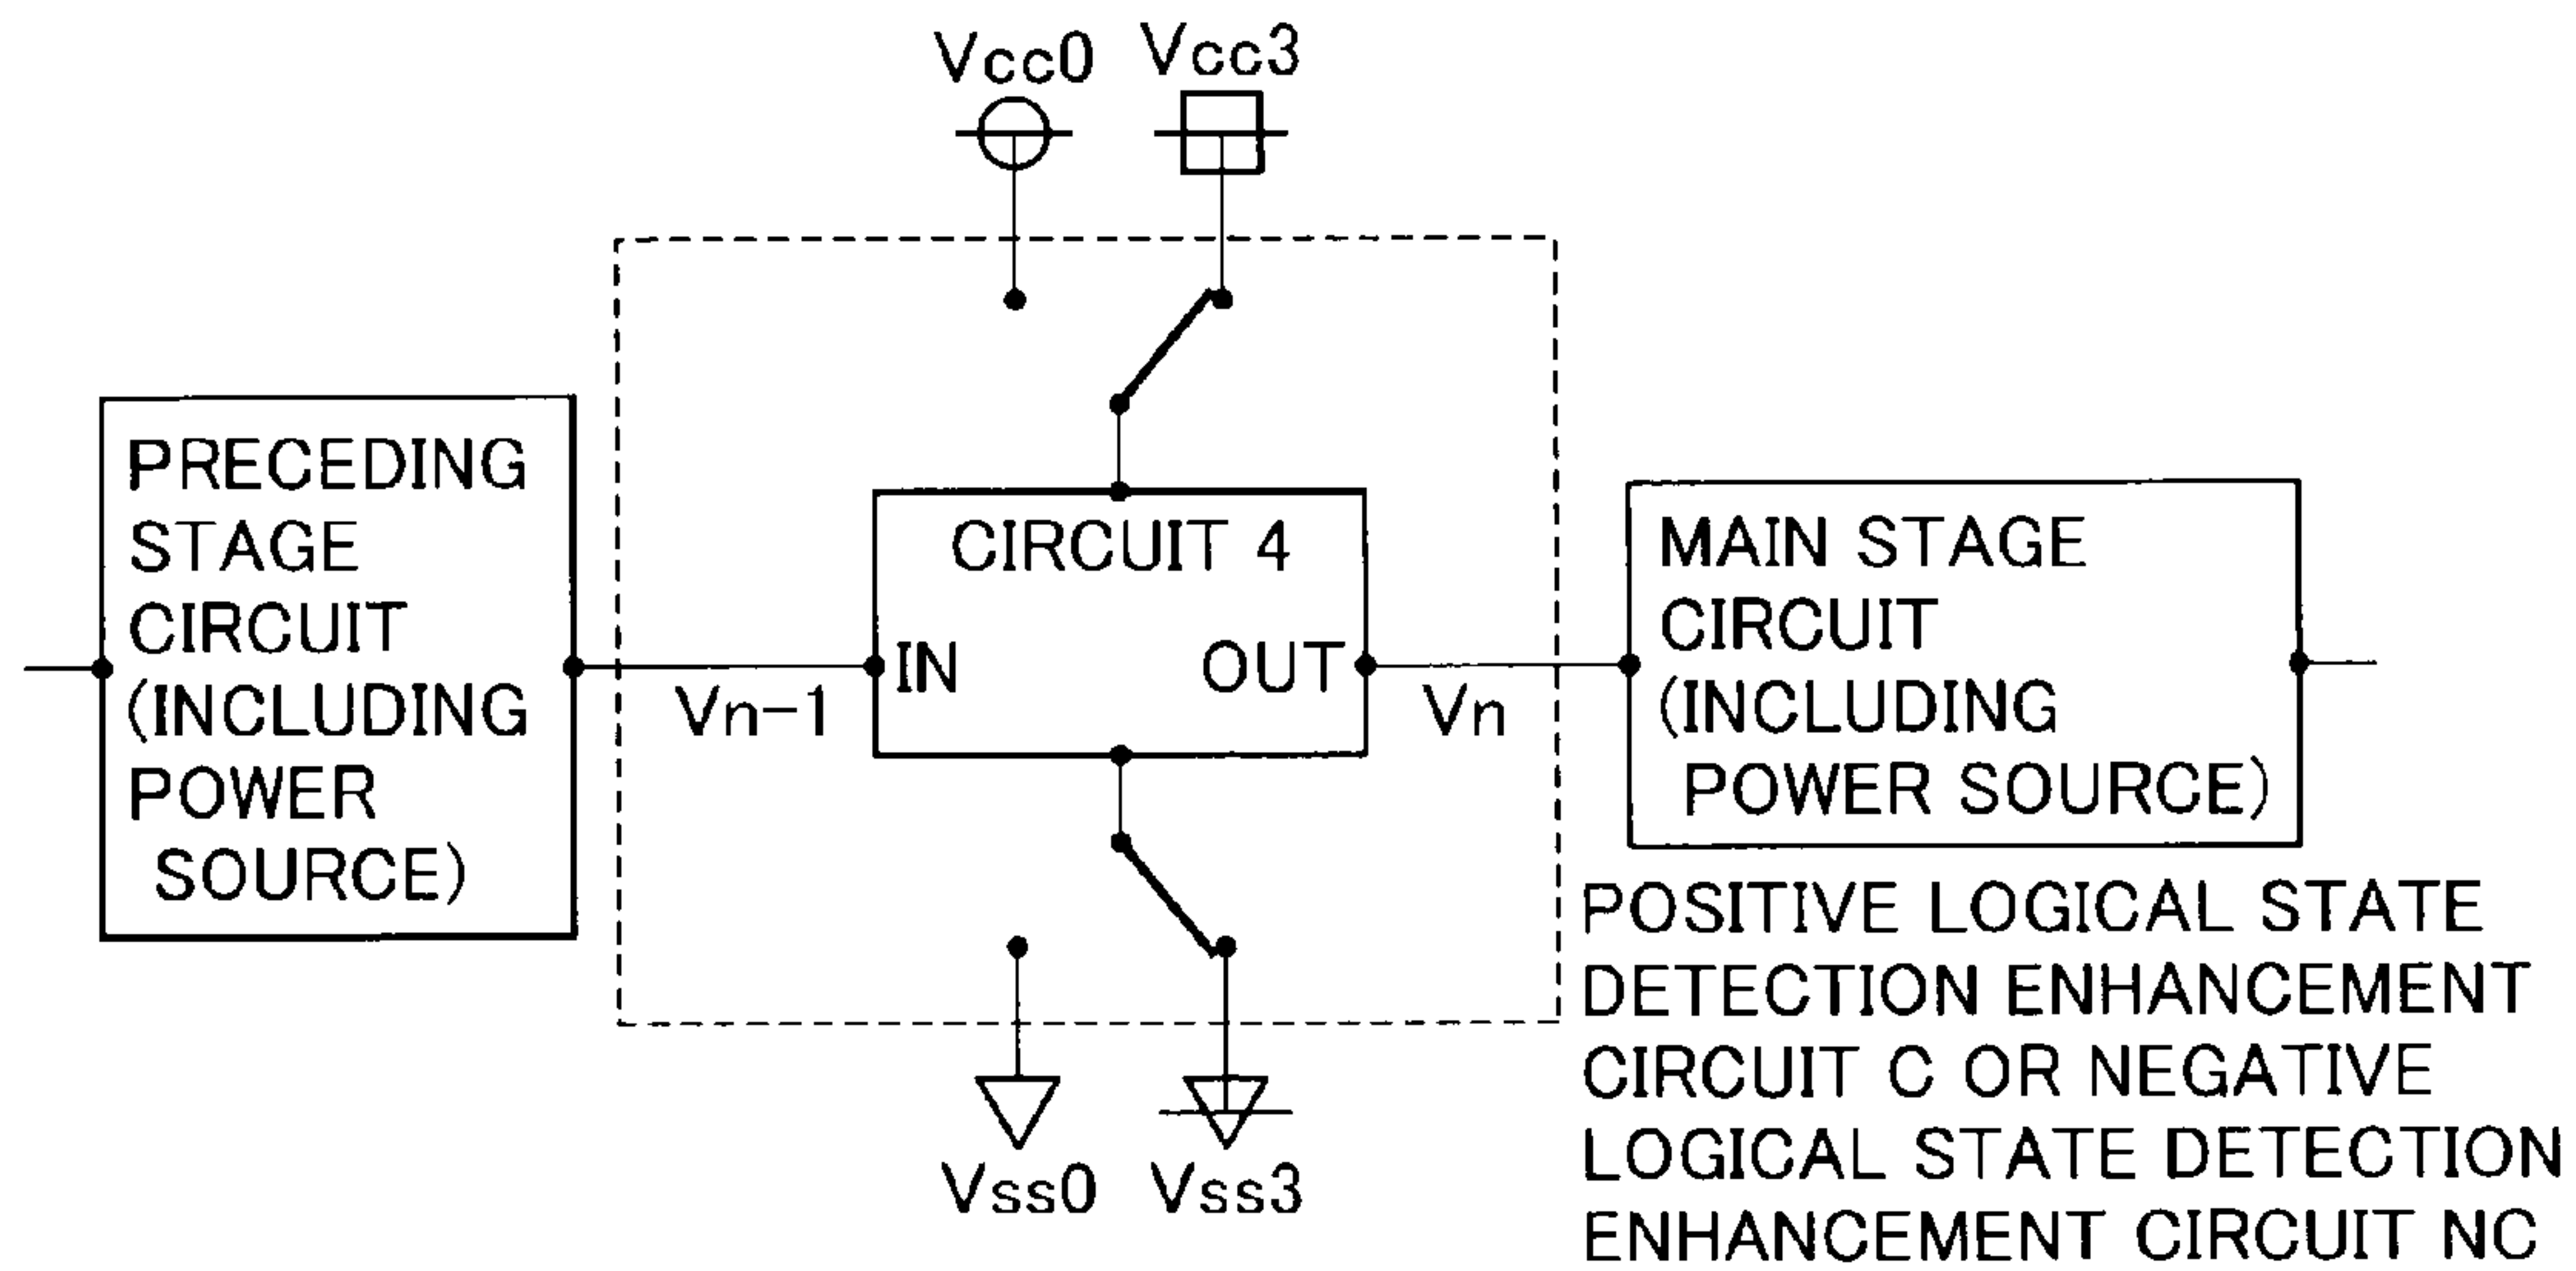 Vcc0 Vcc3
PRECEDING
STAGE
CIRCUIT
(INCLUDING
POWER
SOURCE)
CIRCUIT 4
IN OUT
Vn-1
Vn
MAIN STAGE
CIRCUIT
(INCLUDING
POWER SOURCE)
Vss0 Vss3
POSITIVE LOGICAL STATE
DETECTION ENHANCEMENT
CIRCUIT C OR NEGATIVE
LOGICAL STATE DETECTION
ENHANCEMENT CIRCUIT NC